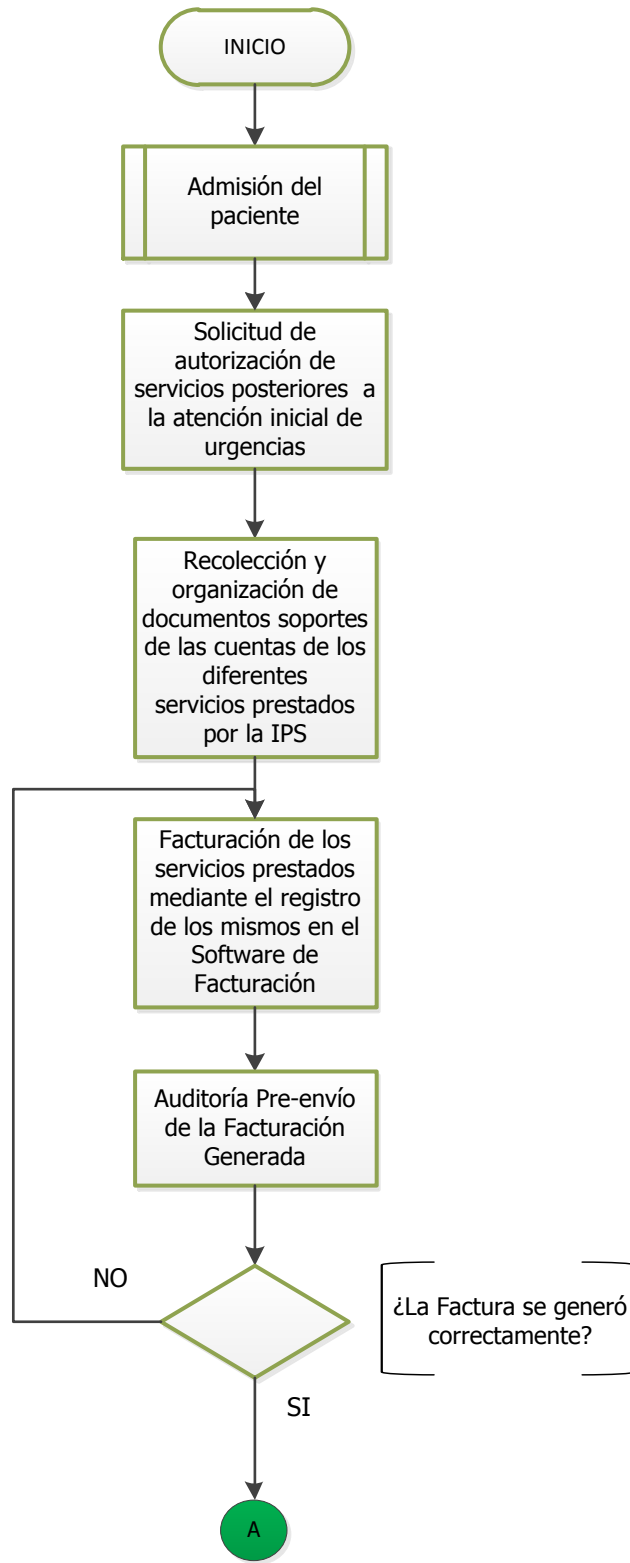 INICIO
Admisión del
paciente
Solicitud de
autorización de
servicios posteriores a
la atención inicial de
urgencias
Recolección y
organización de
documentos soportes
de las cuentas de los
diferentes
servicios prestados
por la IPS
Facturación de los
servicios prestados
mediante el registro
de los mismos en el
Software de
Facturación
Auditoría Pre-envío
de la Facturación
Generada
NO
¿La Factura se generó
correctamente?
SI
A